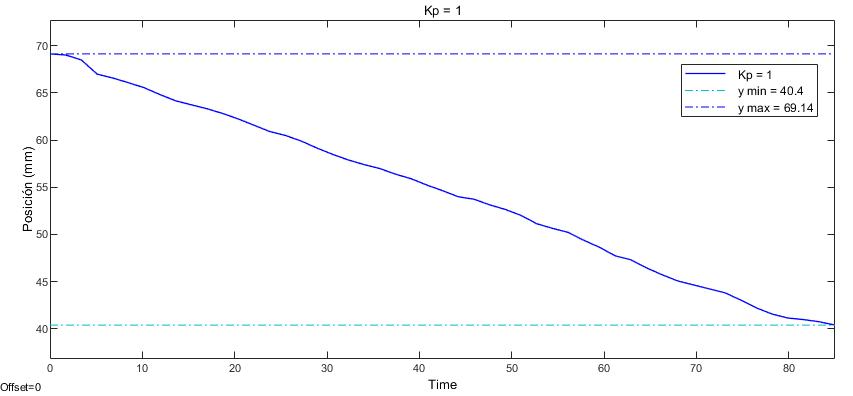 Kp = 1
70
65
60
55
50
45
40
Posición (mm)
Kp = 1
y min = 40.4
y max = 69.14
0 10 20 30 40 50 60 70 80
Time
Offset=0